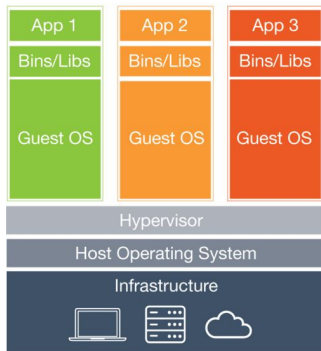 App 1
App 2
App 3
Bins/Libs
Bins/Libs
Bins/Libs
Guest OS
Guest OS
Guest OS
Hypervisor
Host Operating System
Infrastructure